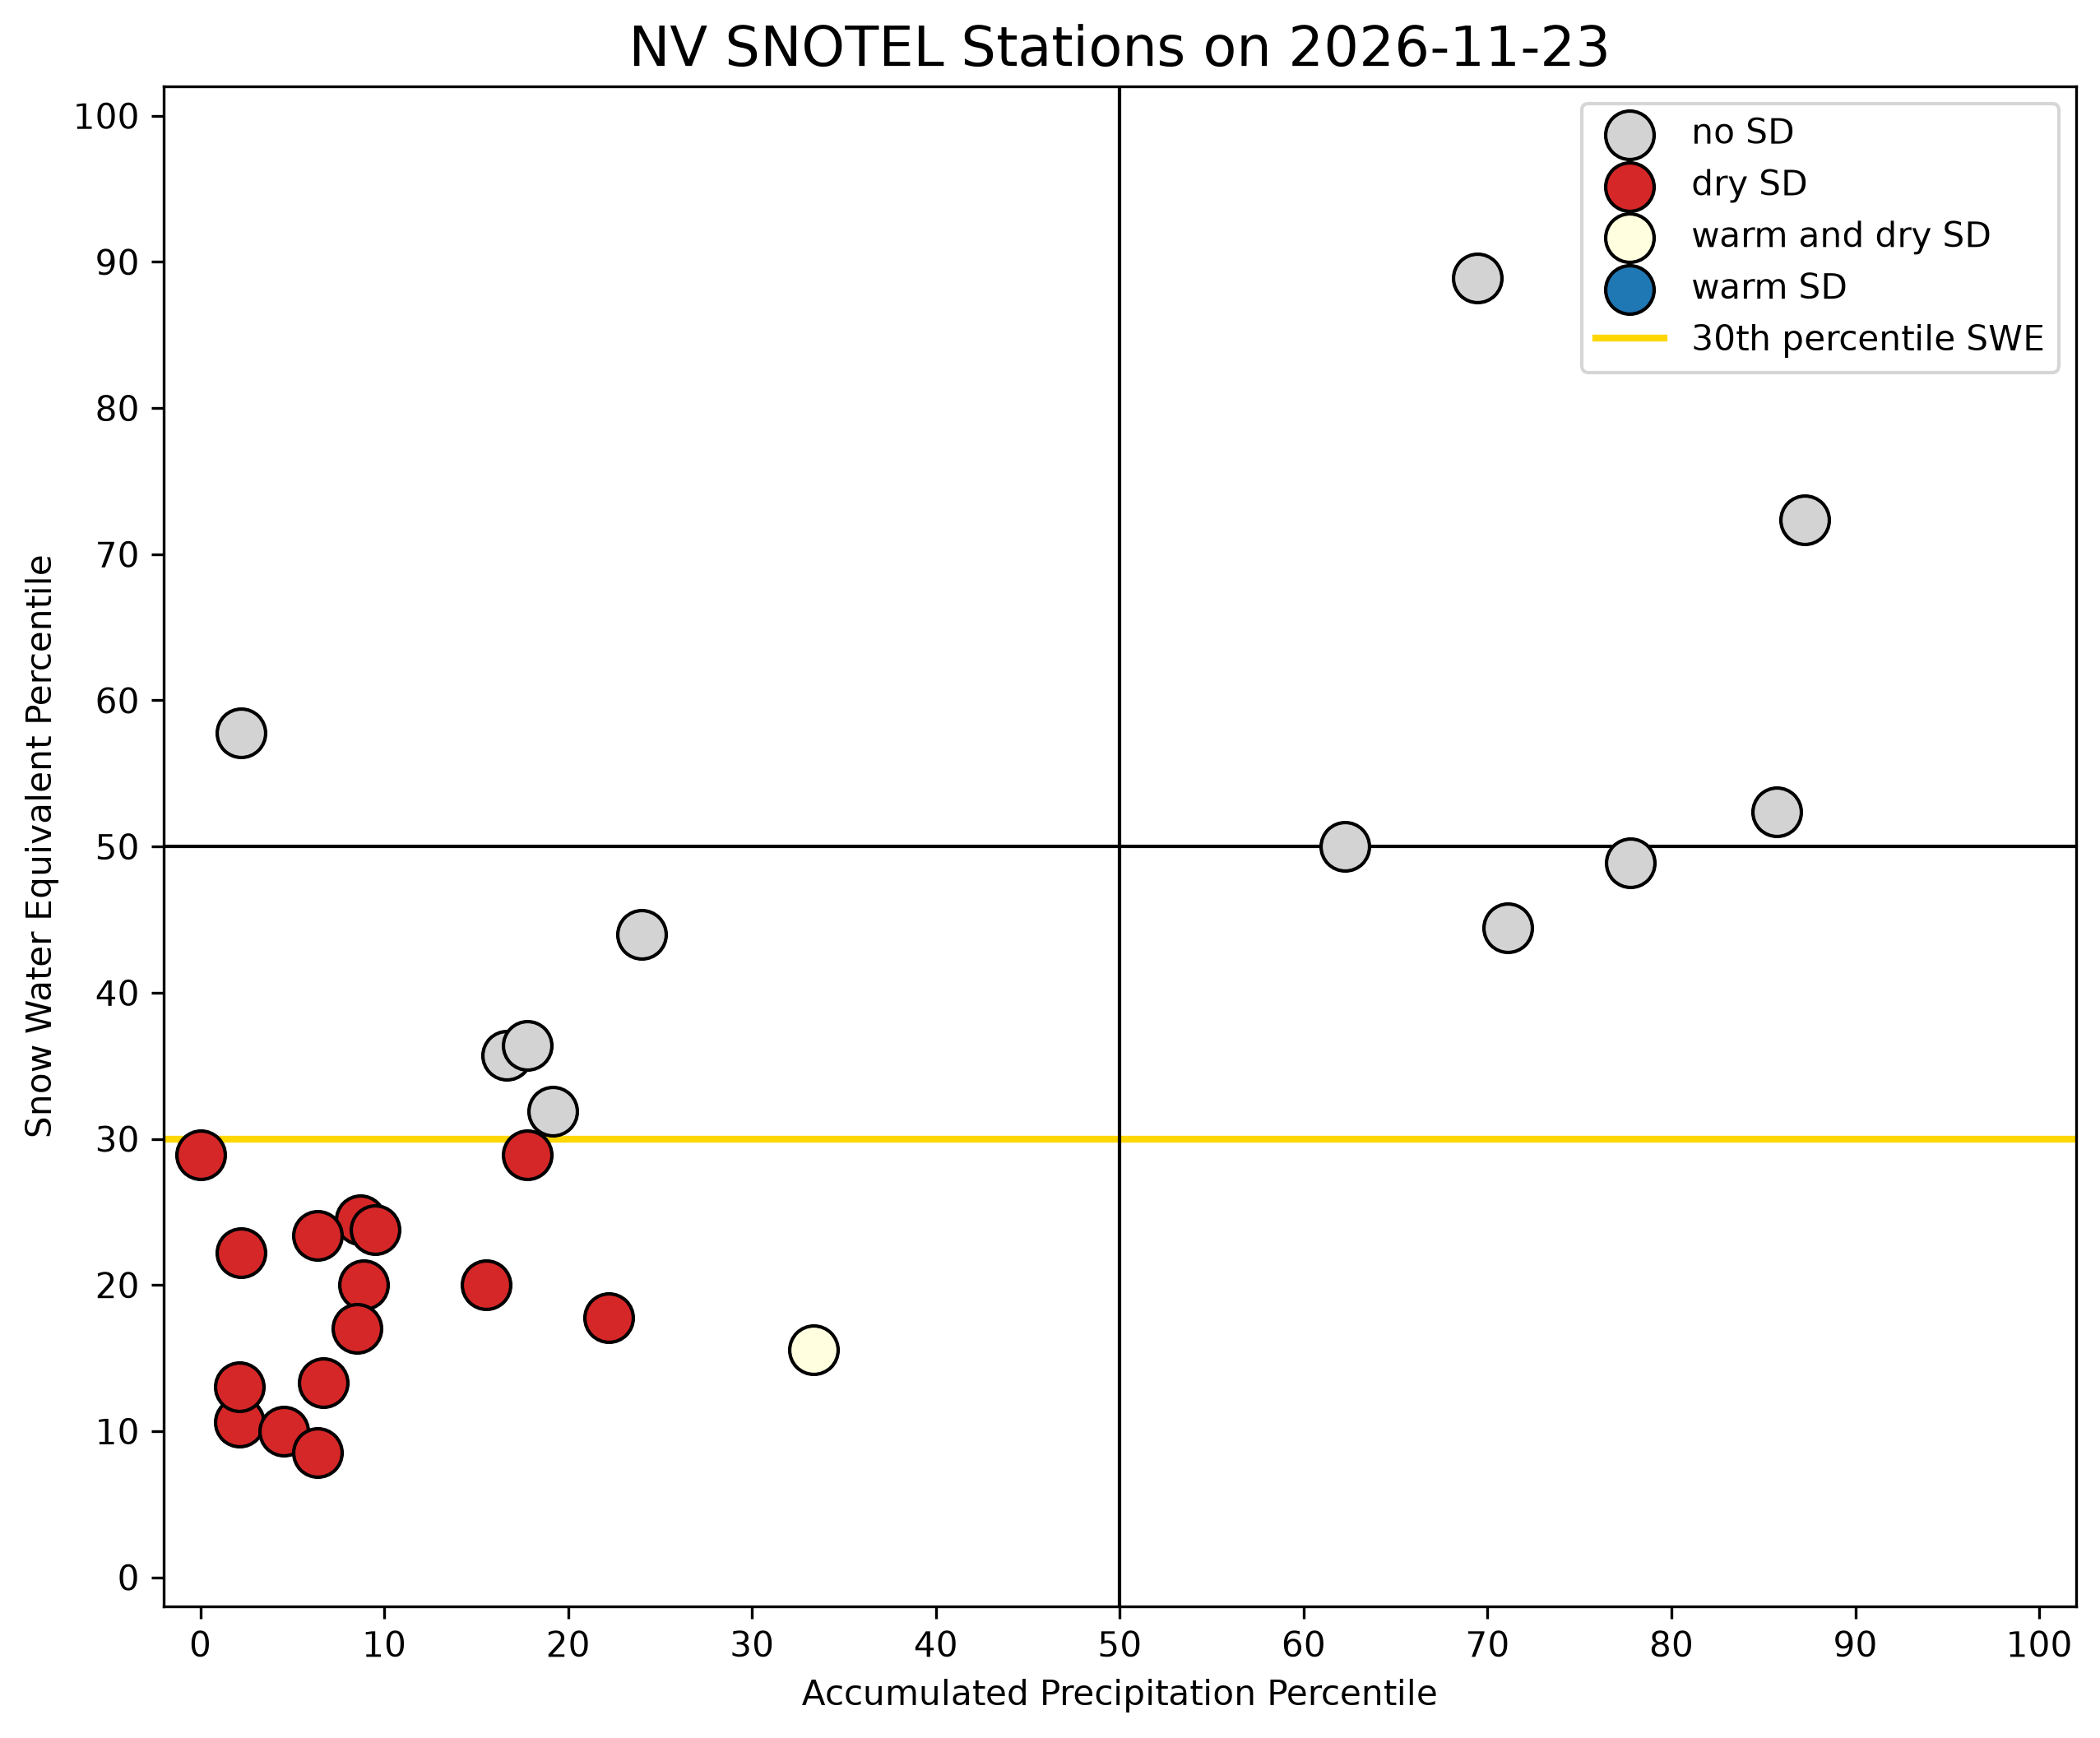 NV SNOTEL Stations on 2026-11-23
no SD
dry SD
warm and dry SD
warm SD
30th percentile SWE
100
90
80
70
60
50
40
30
20
10
0
Snow Water Equivalent Percentile
0 10 20 30 40 50 60 70 80 90 100
Accumulated Precipitation Percentile